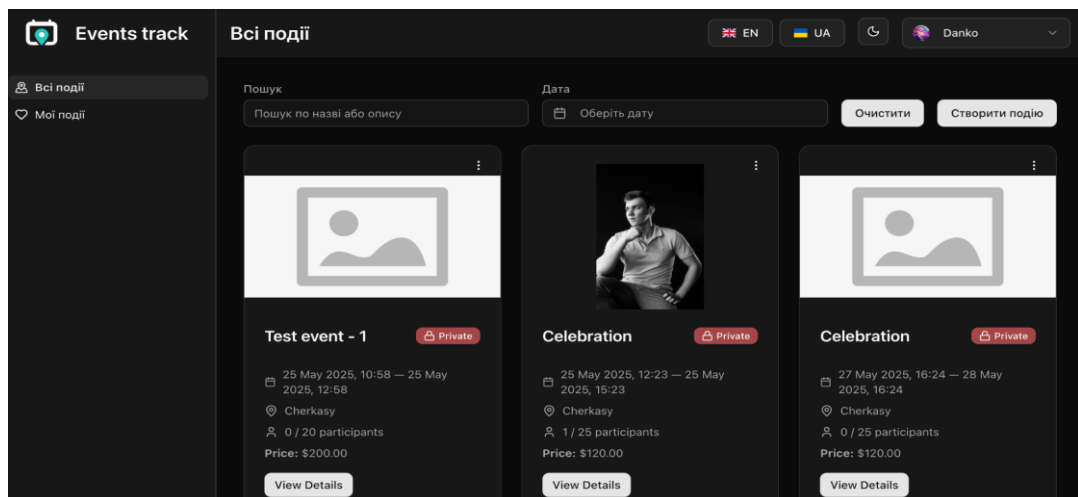 Events track
Всі події
EN
UA
Danko
Всі події
Мої події
Пошук
Дата
Пошук по назві або опису
Оберіть дату
Очистити
Створити подію
Test event - 1
Private
25 May 2025, 10:58 — 25 May
2025, 12:58
Cherkasy
0 / 20 participants
Price: $200.00
View Details
Celebration
Private
25 May 2025, 12:23 — 25 May
2025, 15:23
Cherkasy
1 / 25 participants
Price: $120.00
View Details
Celebration
Private
27 May 2025, 16:24 — 28 May
2025, 16:24
Cherkasy
0 / 25 participants
Price: $120.00
View Details